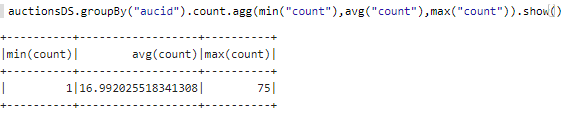 auctionsDS.groupBy("aucid").count.agg(min("count"),avg("count"),max("count")).show()
+----------+------------------+----------+
|min(count)|        avg(count)|max(count)|
+----------+------------------+----------+
|         1|16.992025518341308|        75|
+----------+------------------+----------+